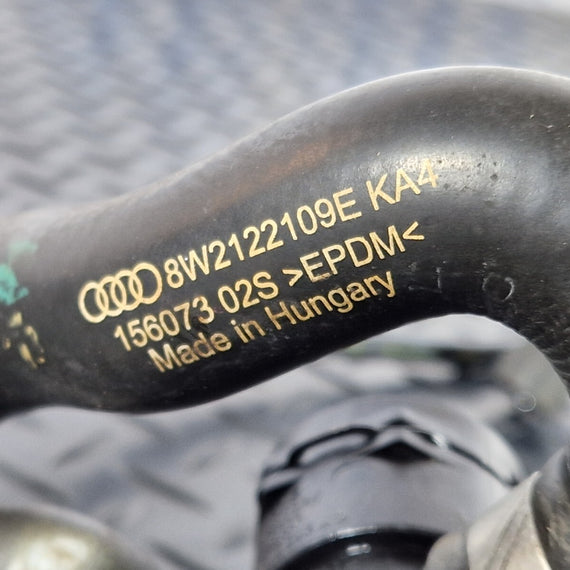 8W2122109E KA4
156073 02S >EPDM<
Made in Hungary